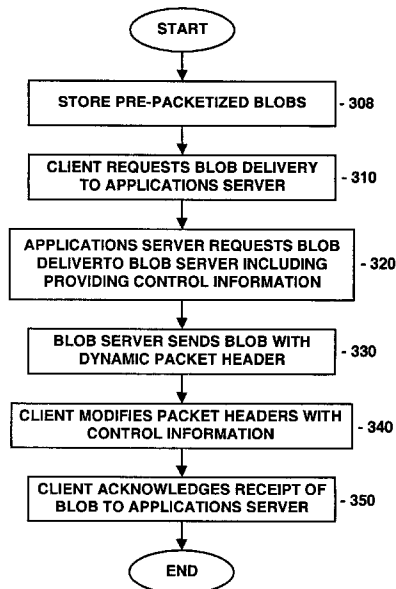 START
STORE PRE-PACKETIZED BLOBS - 308
CLIENT REQUESTS BLOB DELIVERY
TO APPLICATIONS SERVER - 310
APPLICATIONS SERVER REQUESTS BLOB
DELIVERTO BLOB SERVER INCLUDING - 320
PROVIDING CONTROL INFORMATION
BLOB SERVER SENDS BLOB WITH
DYNAMIC PACKET HEADER - 330
CLIENT MODIFIES PACKET HEADERS WITH
CONTROL INFORMATION - 340
CLIENT ACKNOWLEDGES RECEIPT OF
BLOB TO APPLICATIONS SERVER - 350
END